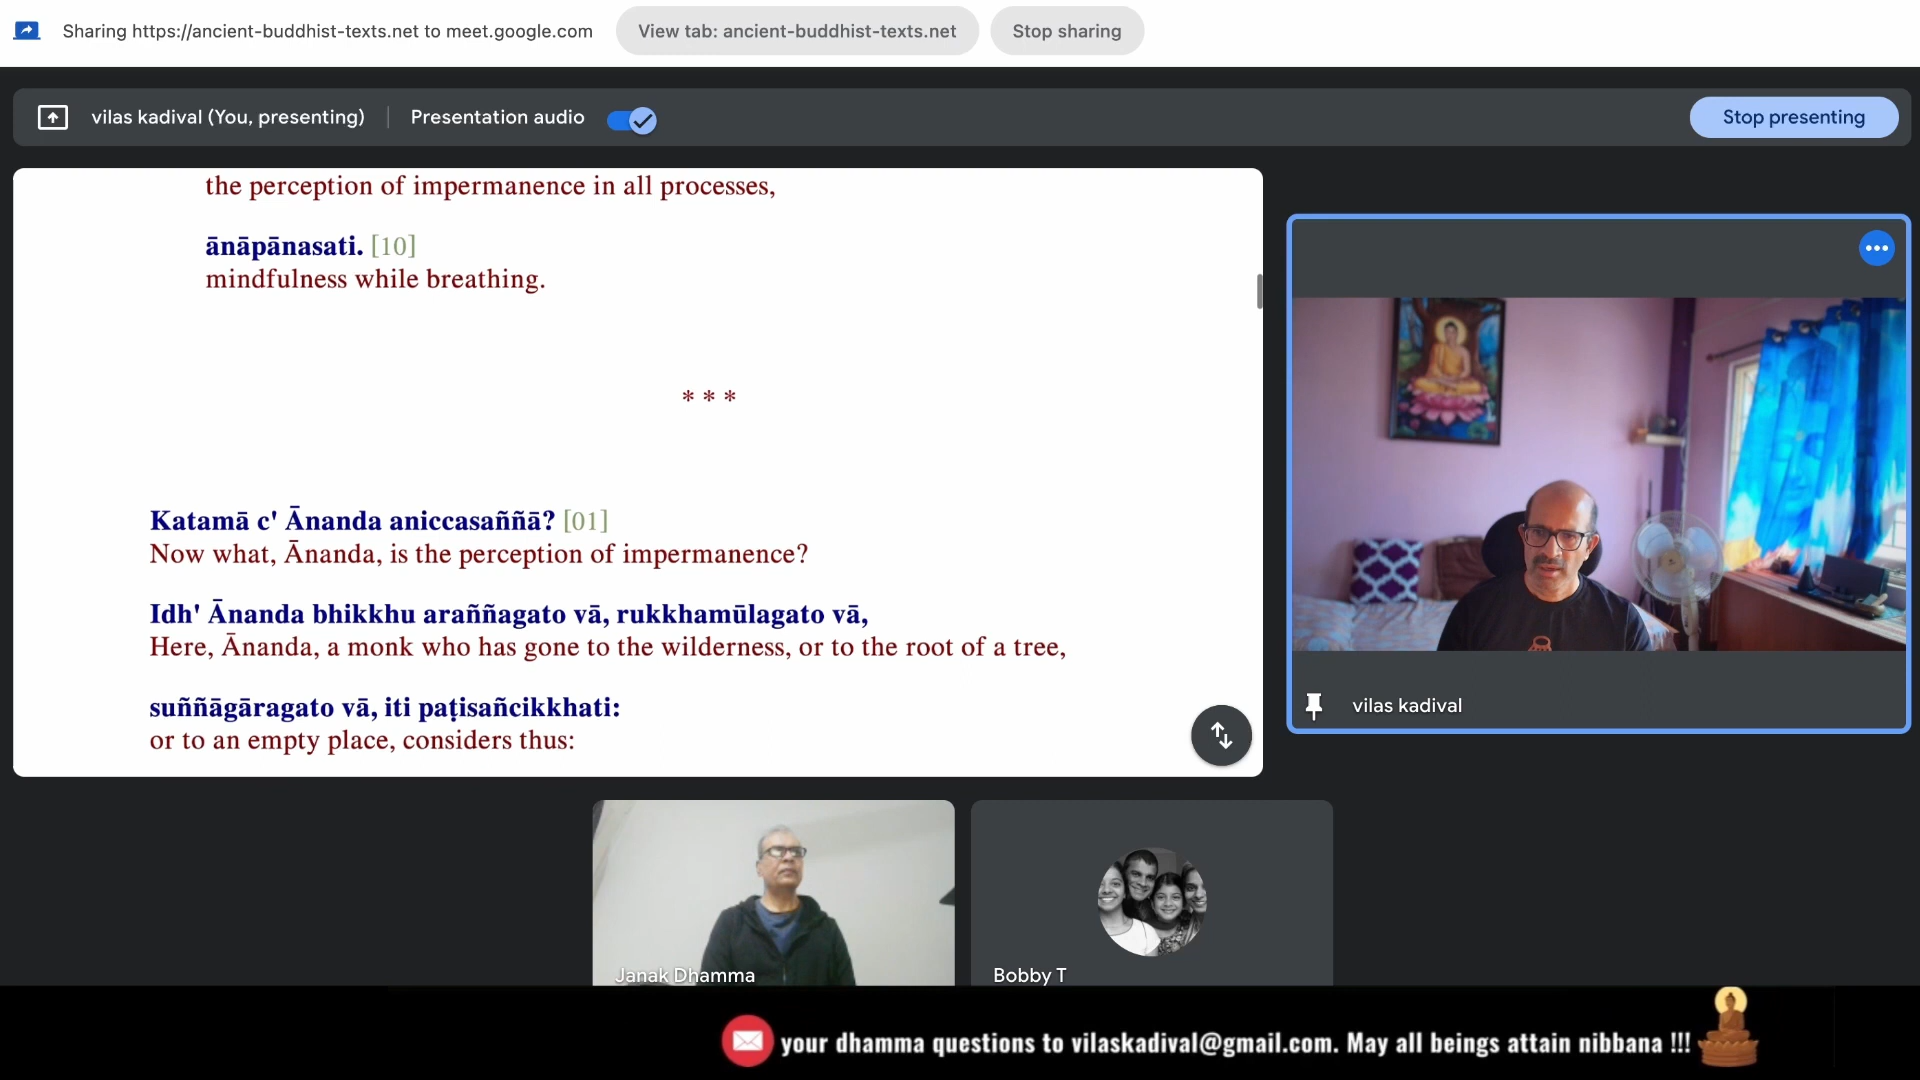 Sharing https://ancient-buddhist-texts.net to meet.google.com
View tab: ancient-buddhist-texts.net
Stop sharing
vilas kadival (You, presenting)
Presentation audio
Stop presenting
the perception of impermanence in all processes,
ānāpānasati. [10]
mindfulness while breathing.
* * *
Katamā c' Ānanda aniccasaññā? [01]
Now what, Ānanda, is the perception of impermanence?
Idh' Ānanda bhikkhu araññagato vā, rukkhamūlagato vā,
Here, Ānanda, a monk who has gone to the wilderness, or to the root of a tree,
suññāgāragato vā, iti paṭisañcikkhati:
or to an empty place, considers thus:
vilas kadival
Janak Dhamma
Bobby T
your dhamma questions to vilaskadival@gmail.com. May all beings attain nibbana !!!